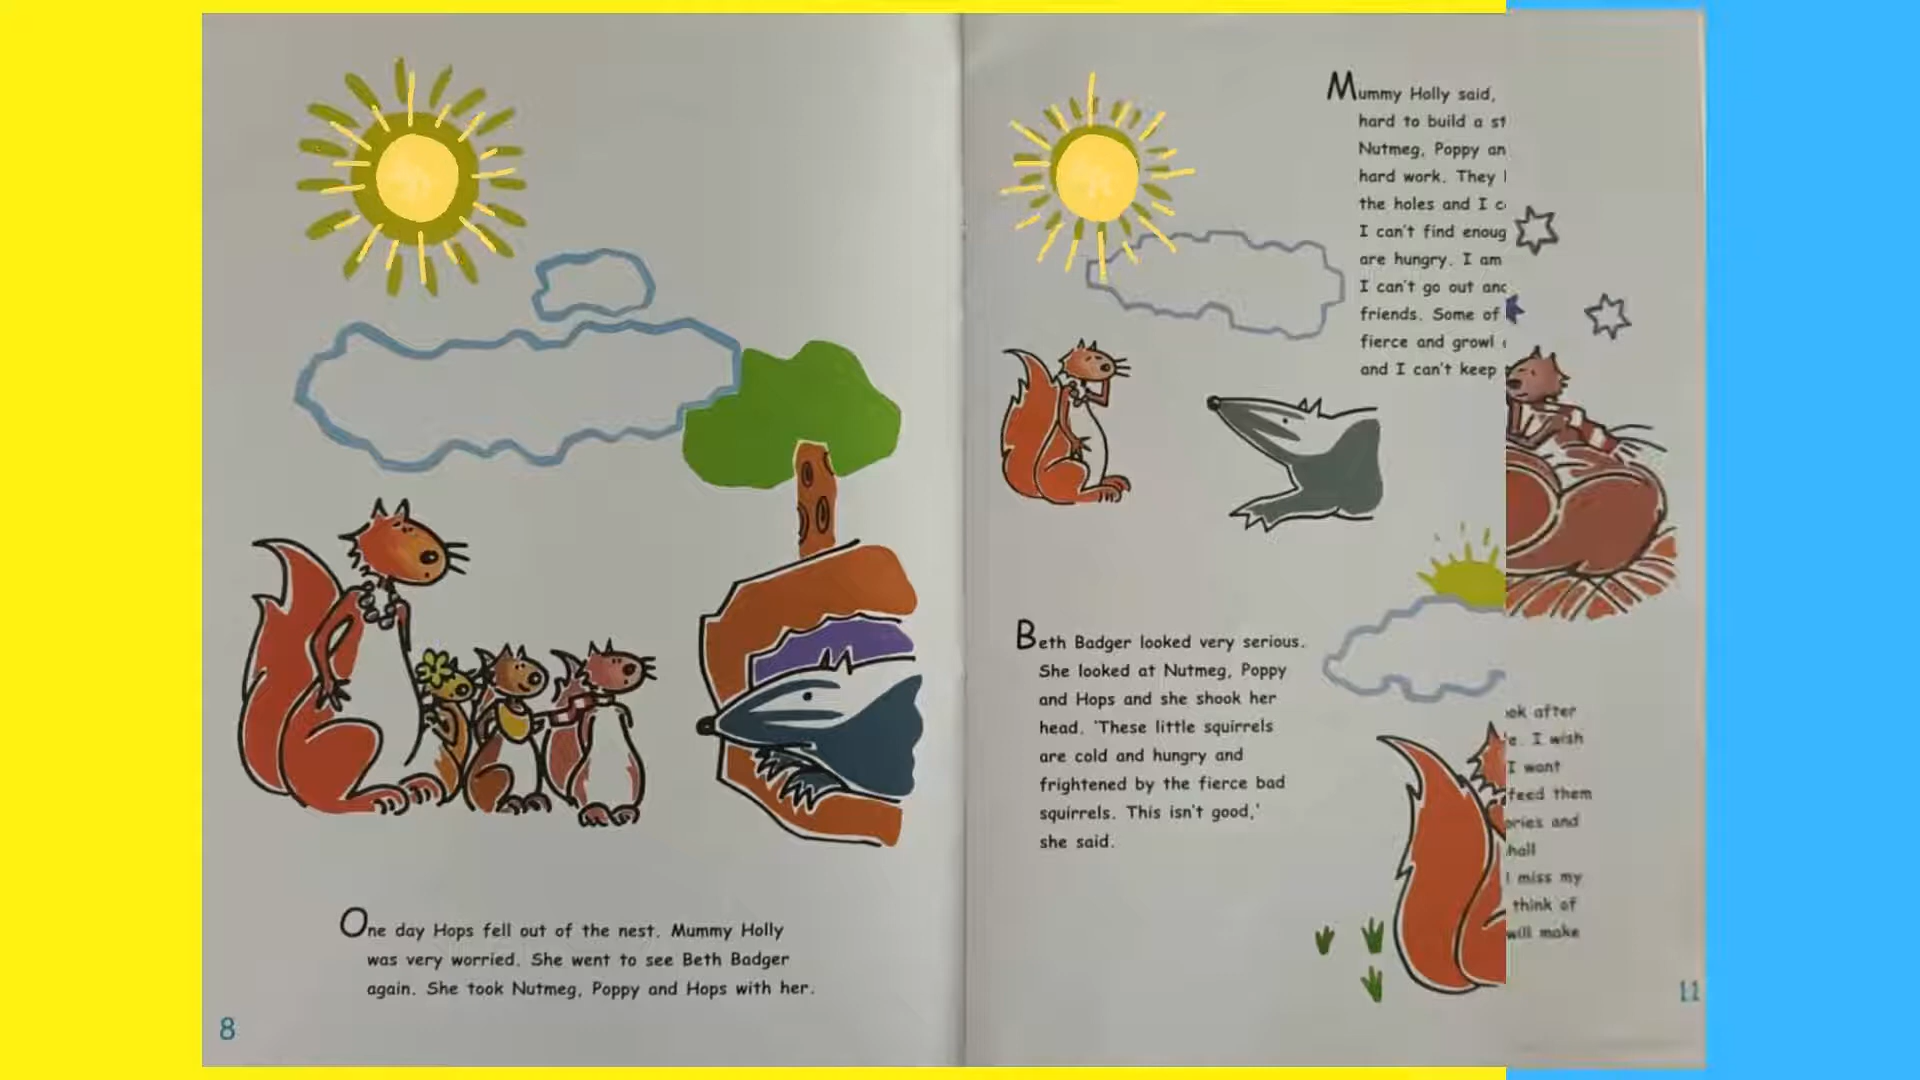 One day Hops fell out of the nest. Mummy Holly
was very worried. She went to see Beth Badger
again. She took Nutmeg, Poppy and Hops with her.
8
Mummy Holly said,
hard to build a
Nutmeg, Poppy
hard work. They
the holes and I
I can't find
are hungry. I am
I can't go out
friends. Some of
fierce and growl
and I can't keep
Beth Badger looked very serious.
She looked at Nutmeg, Poppy
and Hops and she shook her
head. 'These little squirrels
are cold and hungry and
frightened by the fierce bad
squirrels. This isn't good,'
she said.
after
I wish
I want
feed them
and
miss my
think of
will make
11